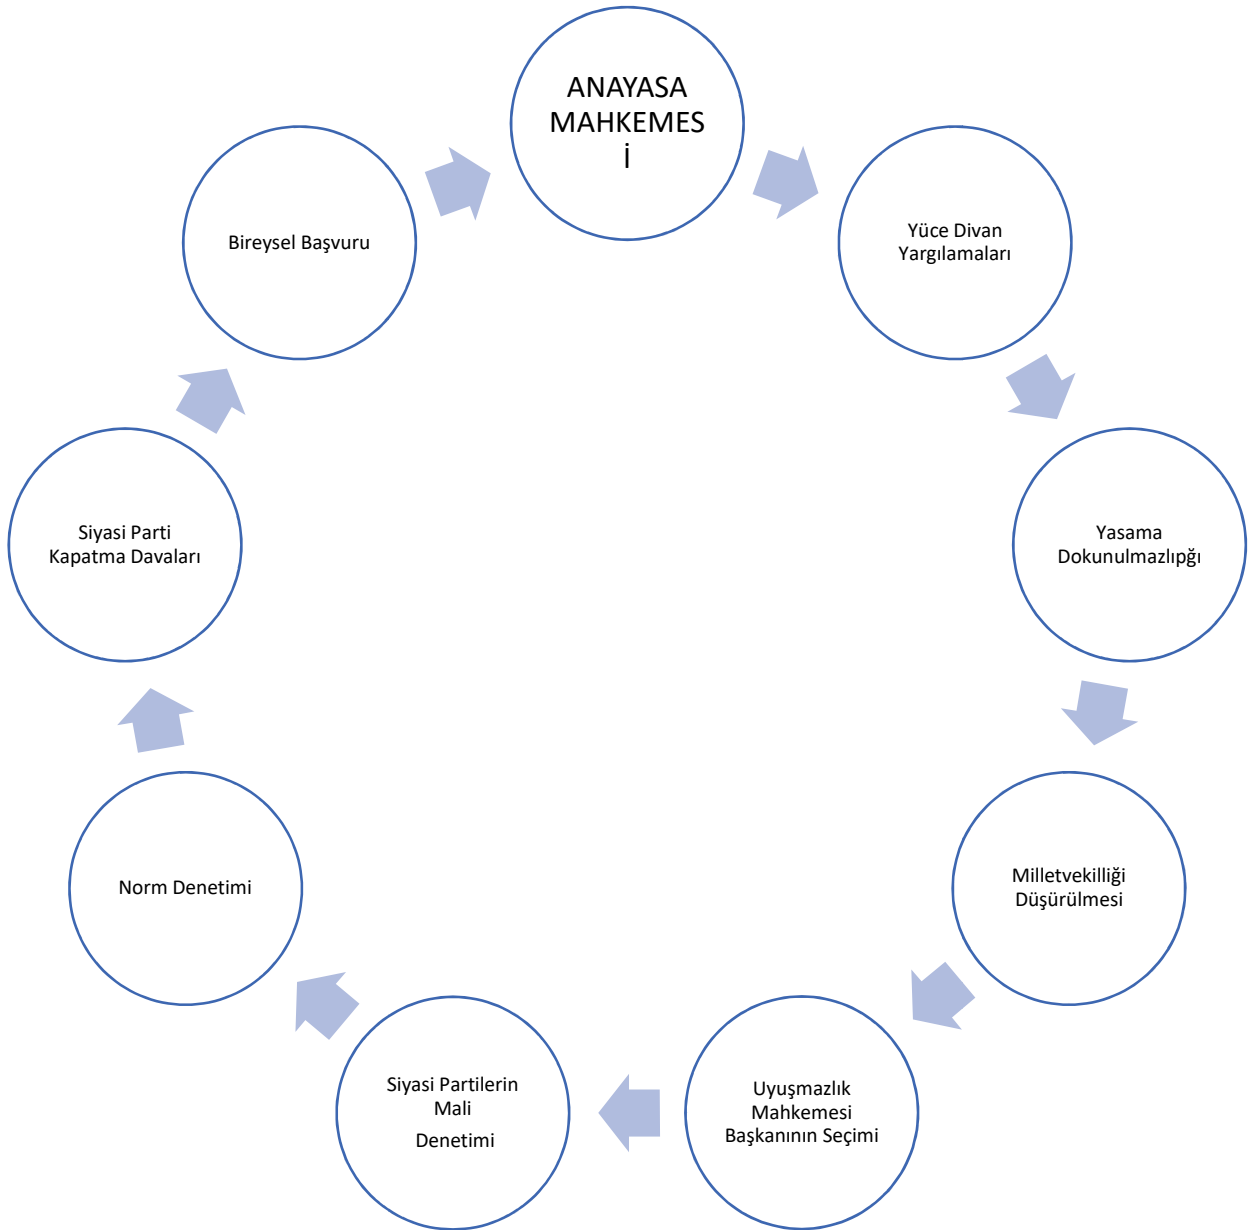 ANAYASA
MAHKEMES
İ
Yüce Divan
Yargılamaları
Yasama
Dokunulmazlıpğı
Milletvekilliği
Düşürülmesi
Uyuşmazlık
Mahkemesi
Başkanının Seçimi
Siyasi Partilerin
Mali
Denetimi
Norm Denetimi
Siyasi Parti
Kapatma Davaları
Bireysel Başvuru